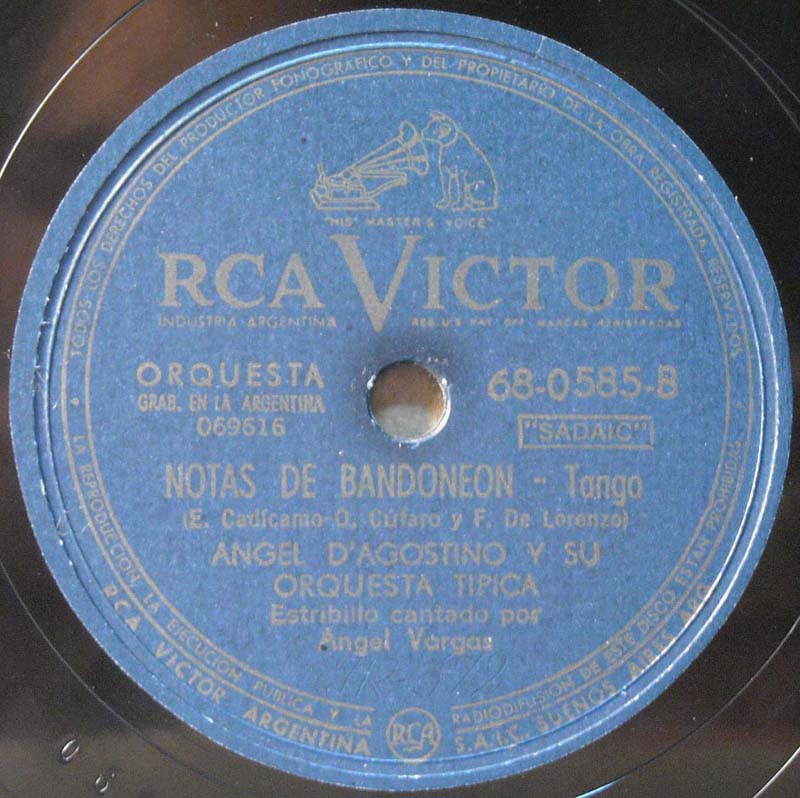 TODOS LOS DERECHOS DEL PRODUCTOR FONOGRAFICO Y DEL PROPIETARIO DE LA OBRA REGISTRADA RESERVADOS
"HIS MASTER'S VOICE"
RCA VICTOR
INDUSTRIA ARGENTINA REG. U.S. PAT. OFF. MARCAS REGISTRADAS
ORQUESTA
GRAB. EN LA ARGENTINA
069616
68-0585-B
"SADAIC"
NOTAS DE BANDONEON - Tango
(E. Cadícamo-O. Cúfaro y F. De Lorenzo)
ANGEL D'AGOSTINO Y SU
ORQUESTA TIPICA
Estribillo cantado por
Angel Vargas
LA REPRODUCCION, LA EJECUCION PUBLICA Y LA RADIODIFUSION DE ESTE DISCO ESTAN PROHIBIDAS
RCA VICTOR ARGENTINA RCA S.A.I.C. BUENOS AIRES ARG.